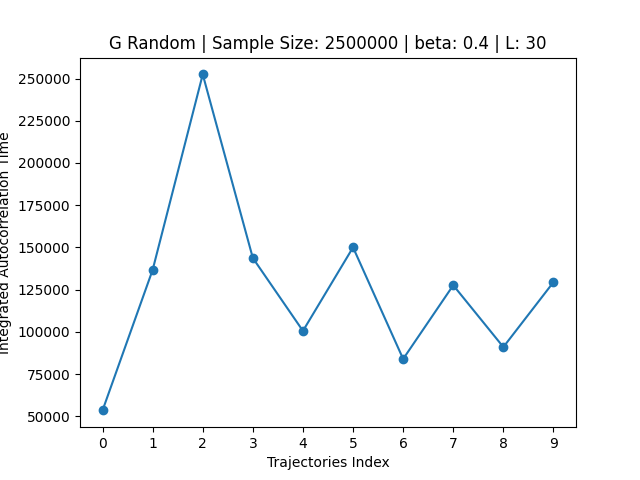 G Random | Sample Size: 2500000 | beta: 0.4 | L: 30
Integrated Autocorrelation Time
250000
225000
200000
175000
150000
125000
100000
75000
50000
0 1 2 3 4 5 6 7 8 9
Trajectories Index